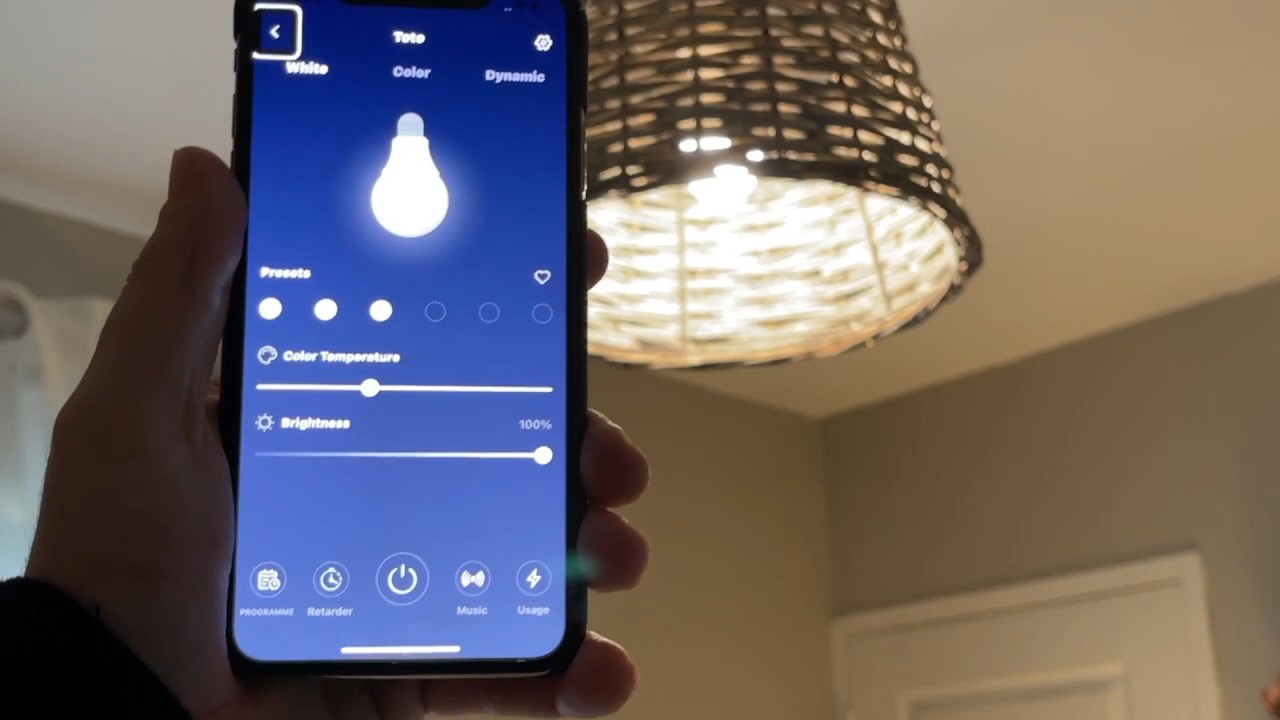 Toto
White Color Dynamic
Presets
Color Temperature
Brightness 100%
PROGRAMME Retarder Music Usage